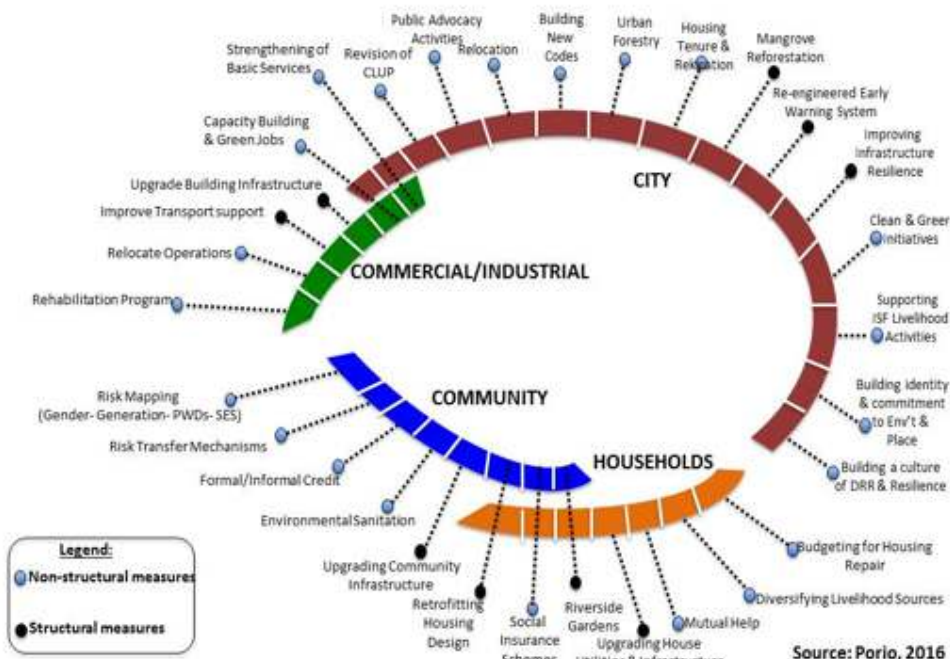 Public Advocacy
Activities
Building
New
Codes
Urban
Forestry
Housing
Tenure &
Mangrove
Reforestation
Strengthening of
Basic Services
Revision of
CLUP
Relocation
Re-engineered Early
Warning System
Capacity Building
& Green Jobs
Improving
Infrastructure
Resilience
CITY
Upgrade Building Infrastructure
Improve Transport support
Clean & Green
Initiatives
Relocate Operations
COMMERCIAL/INDUSTRIAL
Rehabilitation Program
Supporting
ISF Livelihood
Activities
Risk Mapping
(Gender- Generation- PWDs- SES)
COMMUNITY
Building identity
& commitment
to Env't &
Place
Risk Transfer Mechanisms
HOUSEHOLDS
Formal/Informal Credit
Building a culture
of DRR & Resilience
Environmental Sanitation
Legend:
Non-structural measures
Structural measures
Upgrading Community
Infrastructure
Retrofitting
Housing
Design
Social
Insurance
Schemes
Riverside
Gardens
Upgrading House
Utilities & Infrastructure
Mutual Help
Diversifying Livelihood Sources
Budgeting for Housing
Repair
Source: Porio, 2016